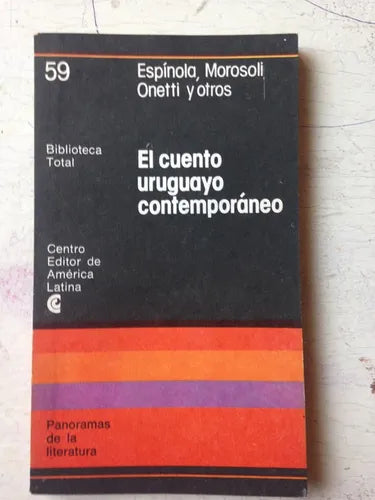 59
Espínola, Morosoli
Onetti y otros
Biblioteca
Total
El cuento
uruguayo
contemporáneo
Centro
Editor de
América
Latina
Panoramas
de la
literatura